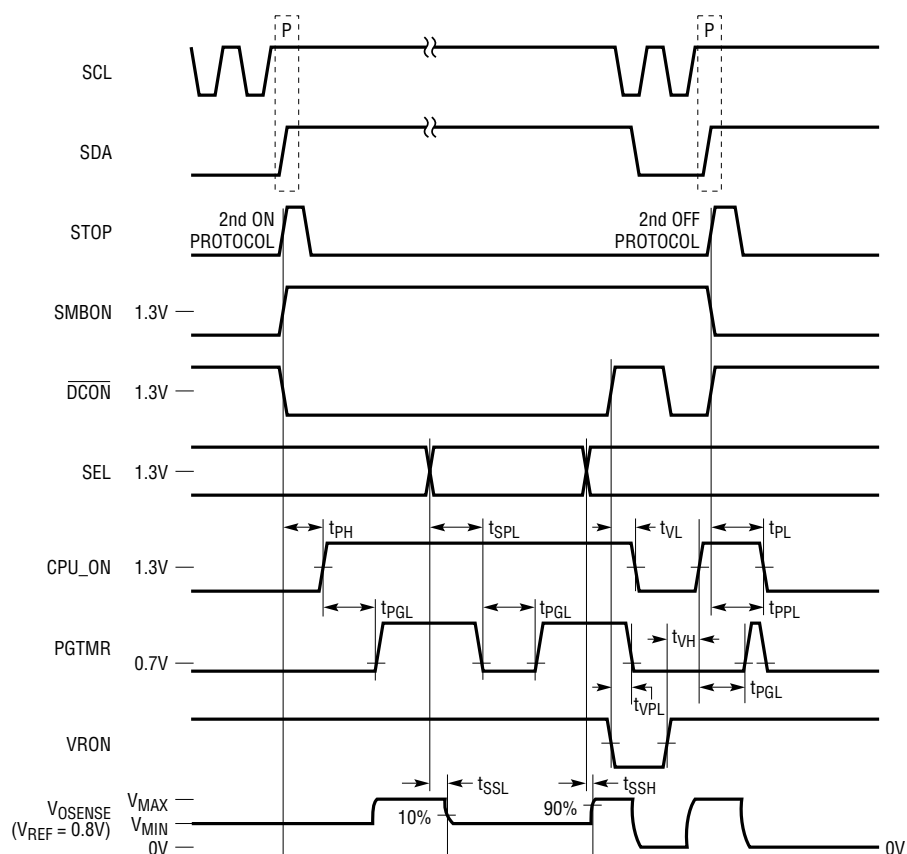 P P
SCL
SDA
STOP
2nd ON
PROTOCOL
2nd OFF
PROTOCOL
SMBON 1.3V
DCON 1.3V
SEL 1.3V
tPH tSPL tVL tPL
CPU_ON 1.3V
tPGL tPGL tPPL
PGTMR
tVH
0.7V
tPGL
tVPL
VRON
tSSL tSSH
VOSENSE
(VREF = 0.8V)
VMAX
VMIN
0V
10% 90%
0V